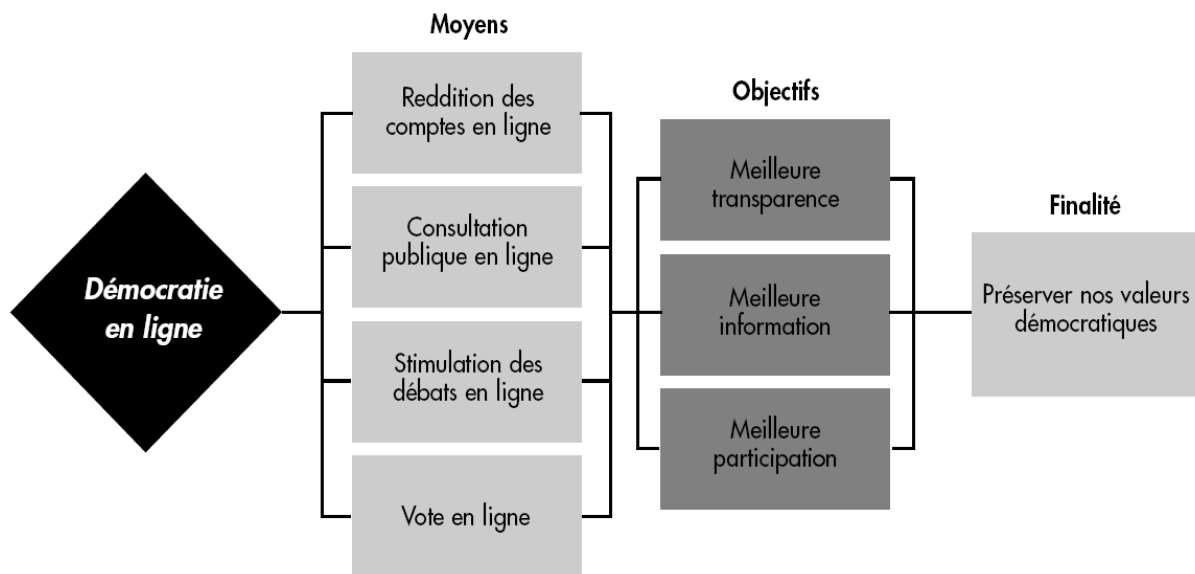 Démocratie
en ligne
Moyens
Reddition des
comptes en ligne
Consultation
publique en ligne
Stimulation des
débats en ligne
Vote en ligne
Objectifs
Meilleure
transparence
Meilleure
information
Meilleure
participation
Finalité
Préserver nos valeurs
démocratiques